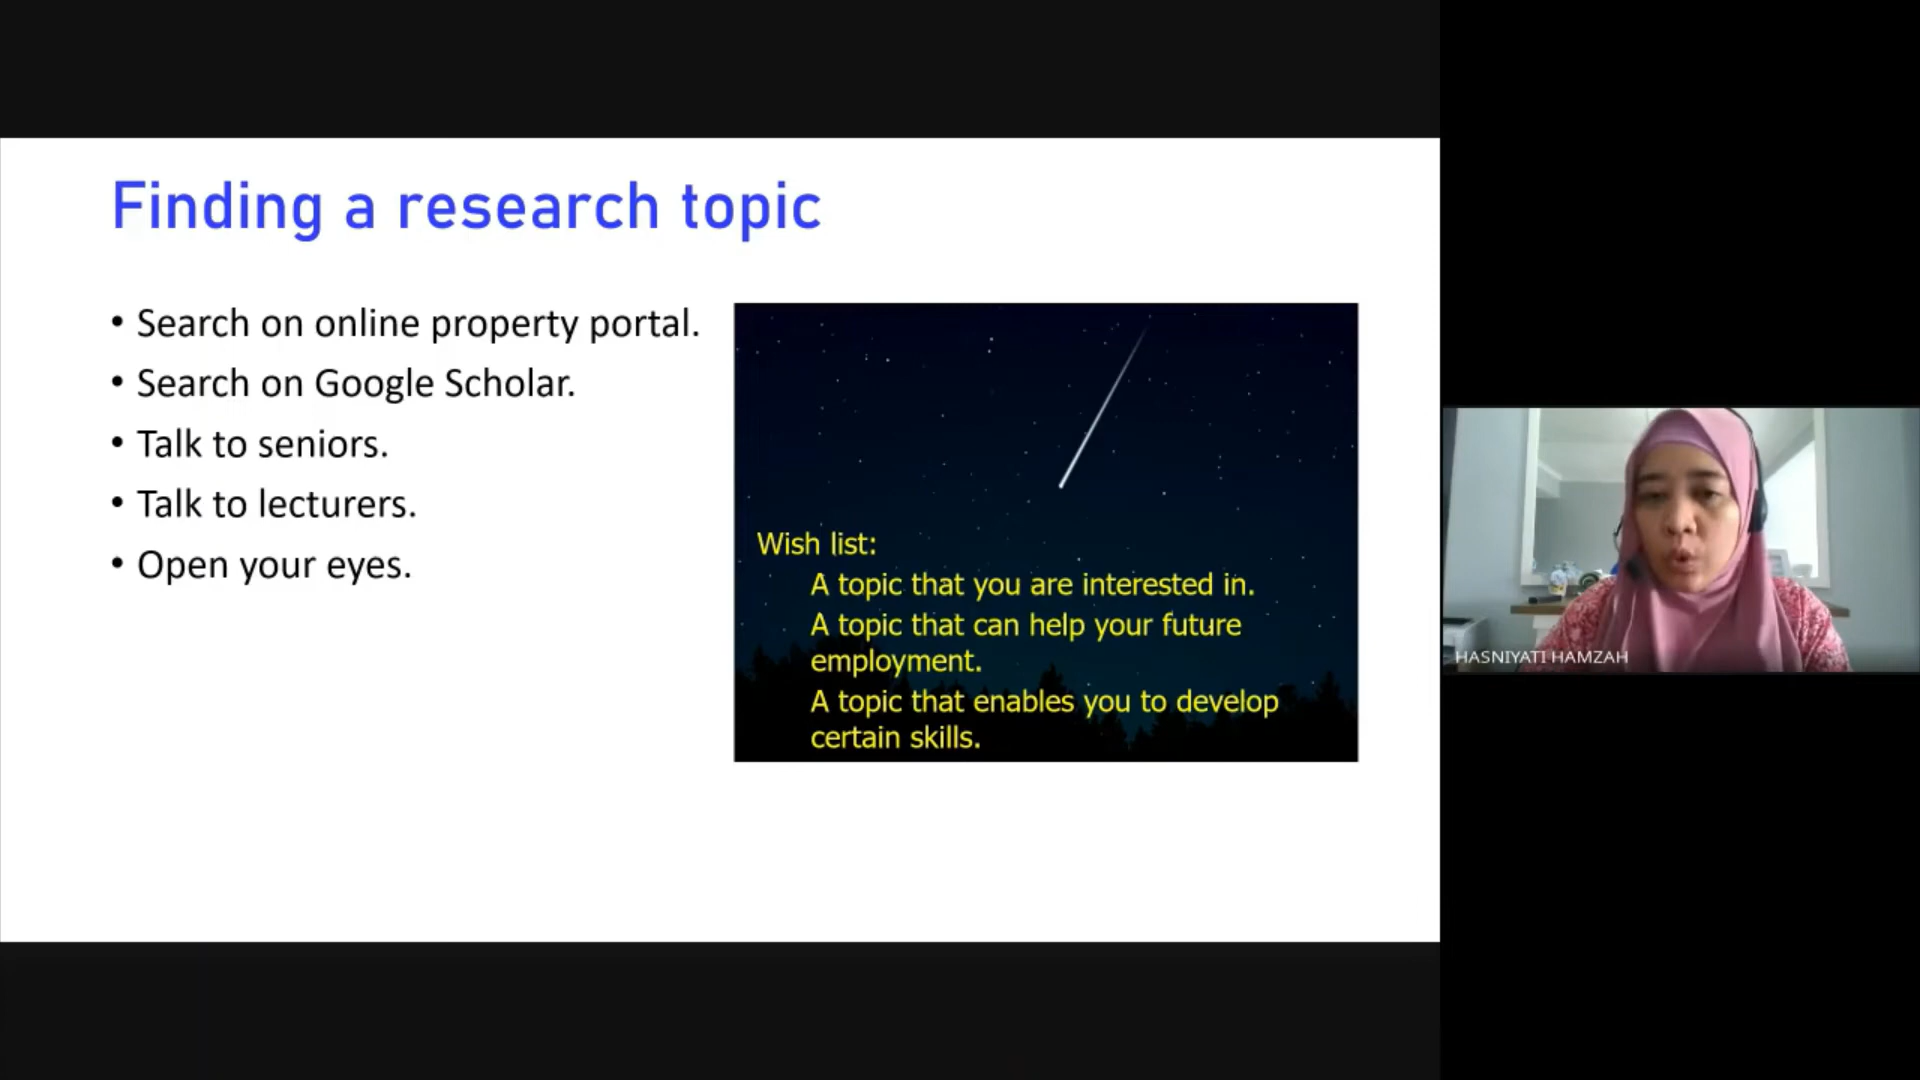 Finding a research topic
• Search on online property portal.
• Search on Google Scholar.
• Talk to seniors.
• Talk to lecturers.
• Open your eyes.
Wish list:
A topic that you are interested in.
A topic that can help your future
employment.
A topic that enables you to develop
certain skills.
HASNIYATI HAMZAH